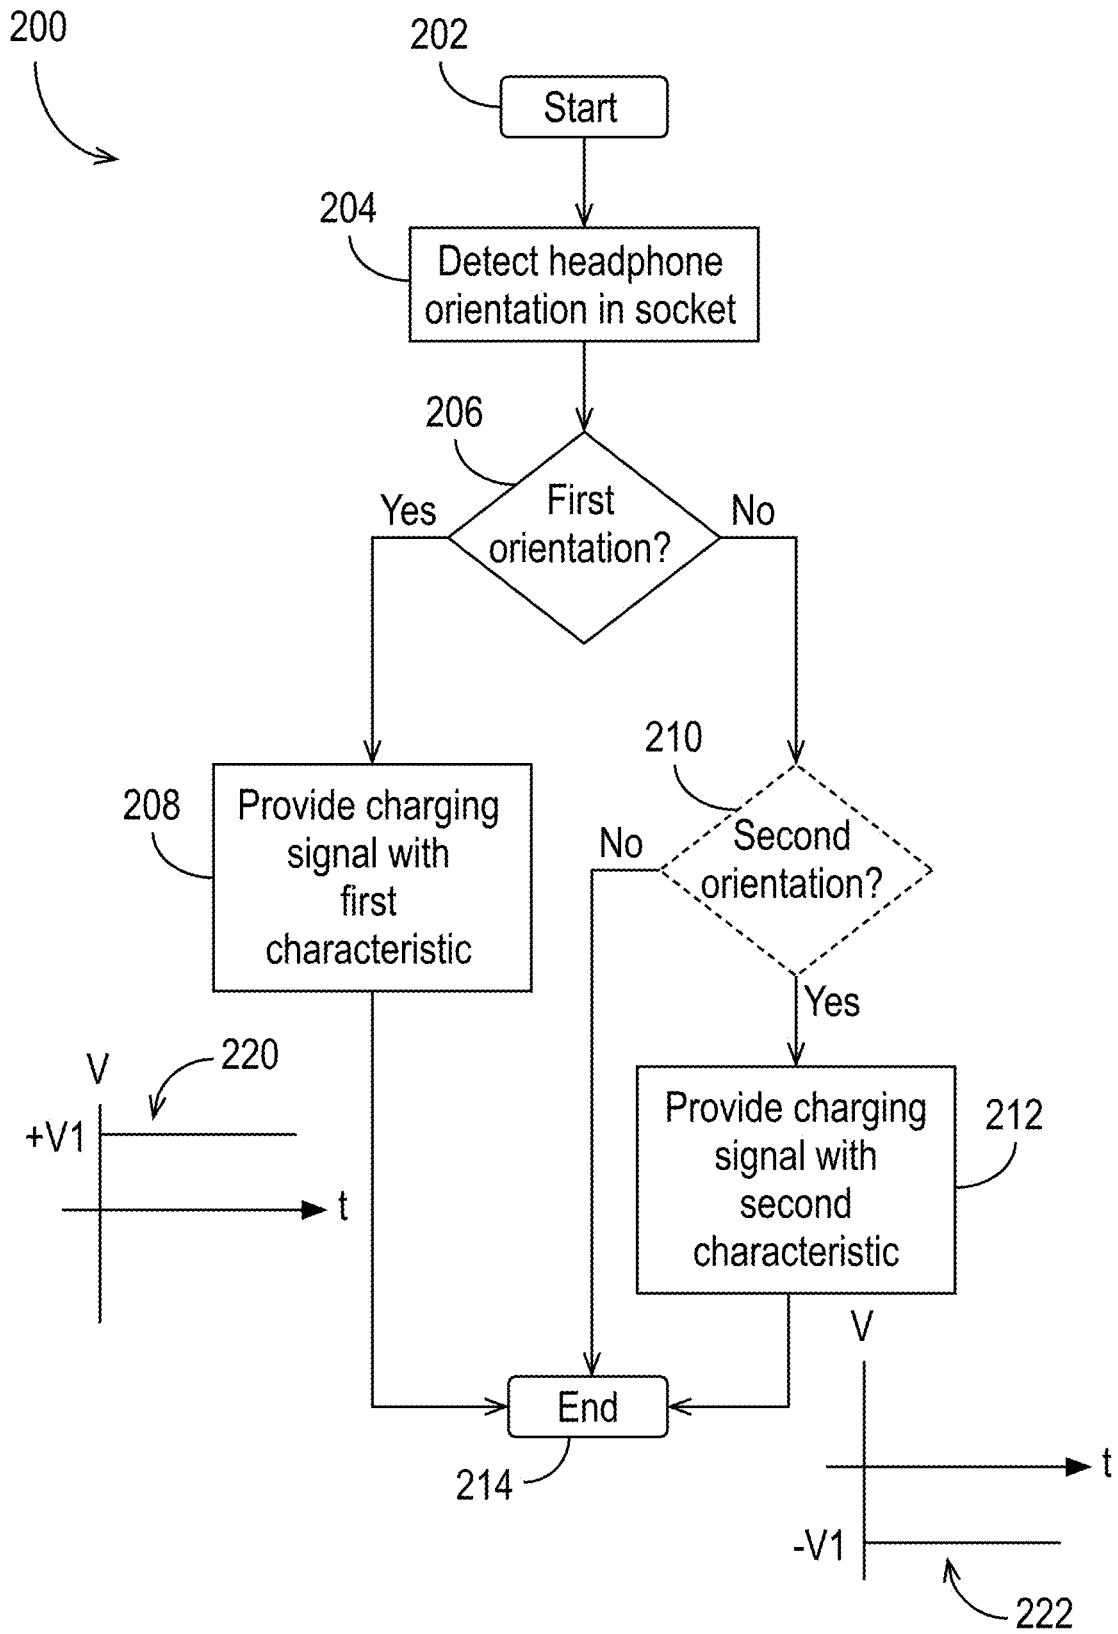 200
202
Start
204
Detect headphone
orientation in socket
206
Yes
First
orientation?
No
208
Provide charging
signal with
first
characteristic
210
No
Second
orientation?
Yes
V
220
+V1
t
Provide charging
signal with
second
characteristic
212
End
214
V
t
-V1
222